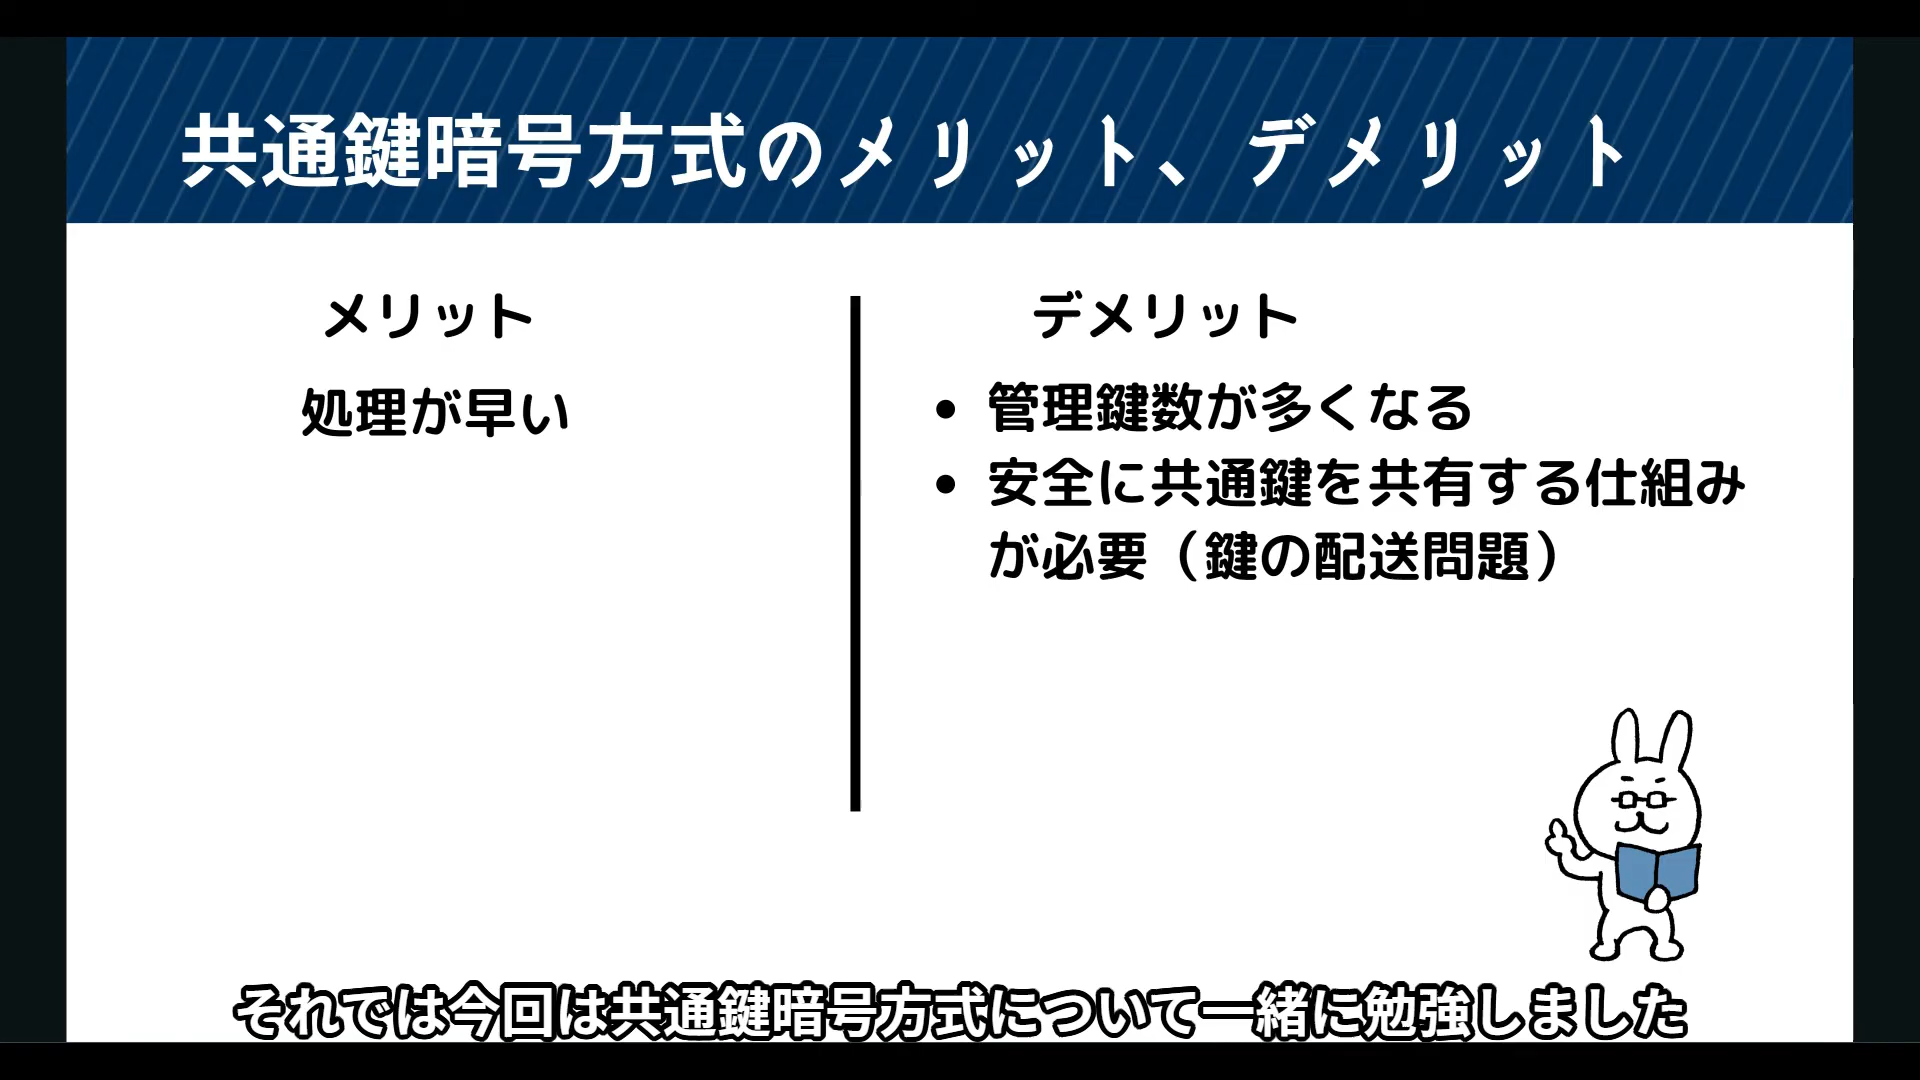 共通鍵暗号方式のメリット、デメリット
メリット
処理が早い
デメリット
• 管理鍵数が多くなる
• 安全に共通鍵を共有する仕組み
が必要（鍵の配送問題）
それでは今回は共通鍵暗号方式について一緒に勉強しました